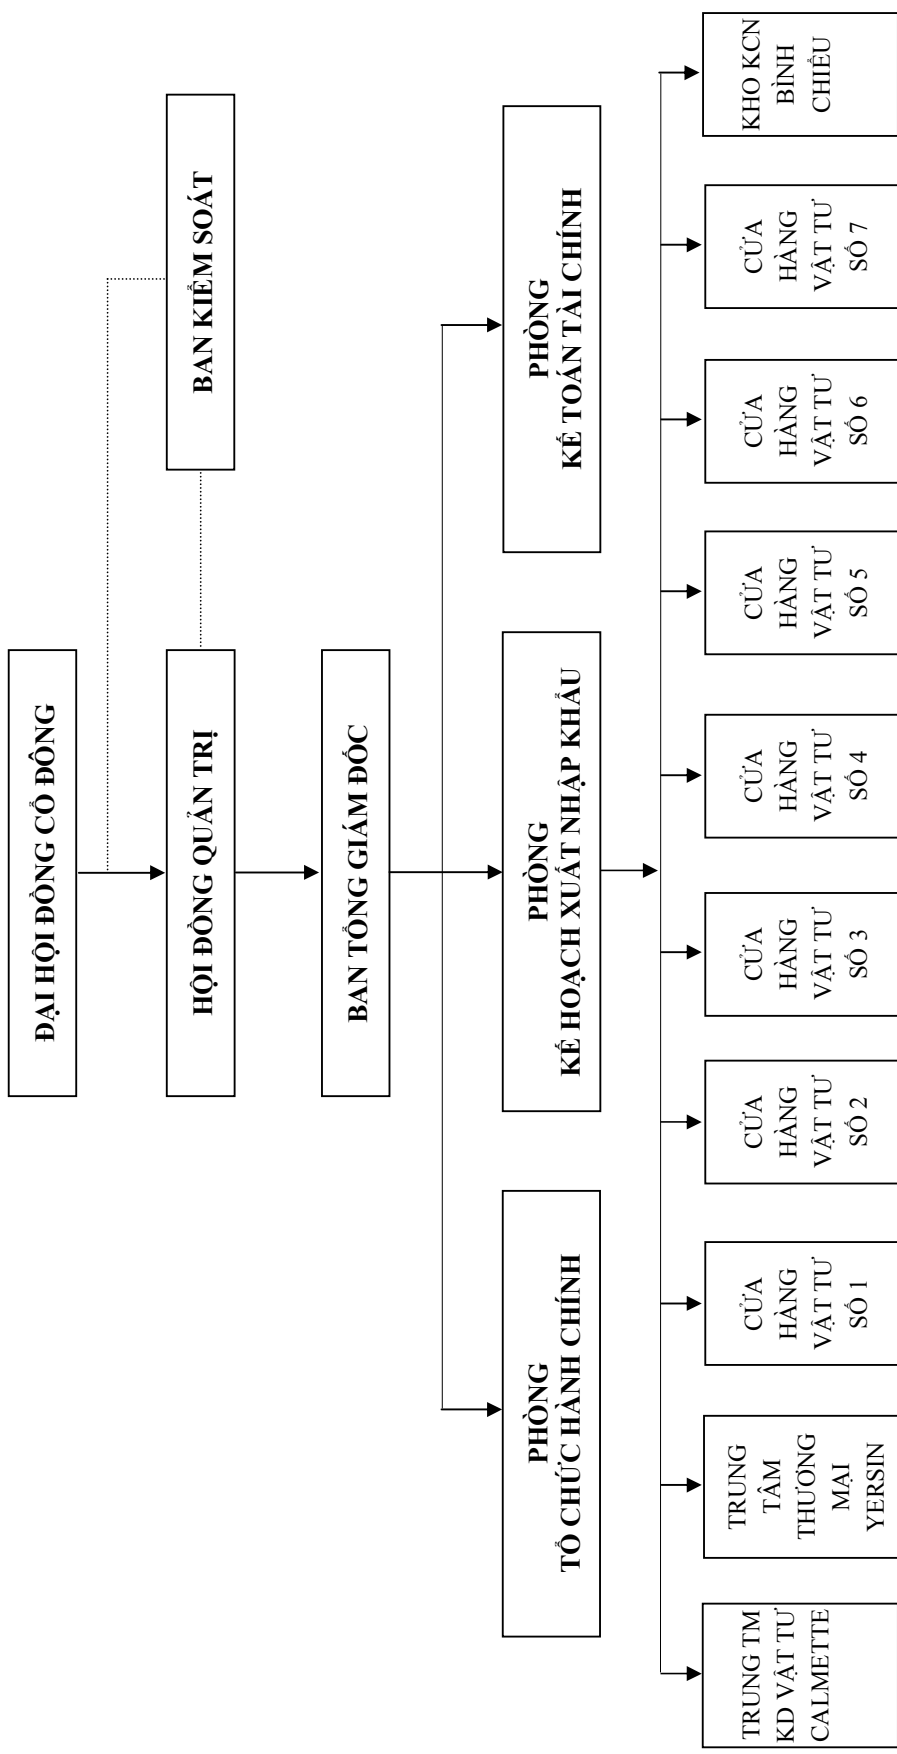 ĐẠI HỘI ĐỒNG CỔ ĐÔNG
HỘI ĐỒNG QUẢN TRỊ
BAN KIỂM SOÁT
BAN TỔNG GIÁM ĐỐC
PHÒNG
TỔ CHỨC HÀNH CHÍNH
PHÒNG
KẾ HOẠCH XUẤT NHẬP KHẨU
PHÒNG
KẾ TOÁN TÀI CHÍNH
TRUNG TM
KD VẬT TƯ
CALMETTE
TRUNG
TÂM
THƯƠNG
MẠI
YERSIN
CỬA
HÀNG
VẬT TƯ
SỐ 1
CỬA
HÀNG
VẬT TƯ
SỐ 2
CỬA
HÀNG
VẬT TƯ
SỐ 3
CỬA
HÀNG
VẬT TƯ
SỐ 4
CỬA
HÀNG
VẬT TƯ
SỐ 5
CỬA
HÀNG
VẬT TƯ
SỐ 6
CỬA
HÀNG
VẬT TƯ
SỐ 7
KHO KCN
BÌNH
CHIỂU